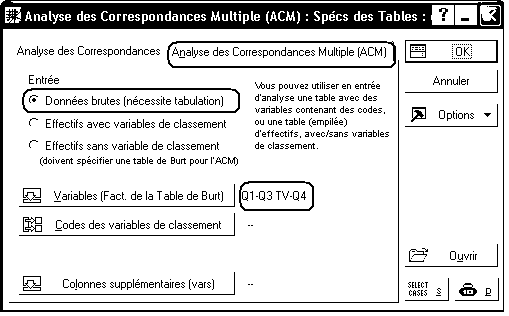 Analyse des Correspondances Multiple (ACM) : Spécs des Tables :
Analyse des Correspondances
Analyse des Correspondances Multiple (ACM)
OK
Annuler
Options
Entrée
Données brutes (nécessite tabulation)
Effectifs avec variables de classement
Effectifs sans variable de classement
(doivent spécifier une table de Burt pour l'ACM)
Vous pouvez utiliser en entrée
d'analyse une table avec des
variables contenant des codes,
ou une table (empilée)
d'effectifs, avec/sans variables
de classement.
Variables (Fact. de la Table de Burt)
Q1-Q3 TV-Q4
Codes des variables de classement
--
Colonnes supplémentaires (vars)
--
Ouvrir
SELECT
CASES
S
D